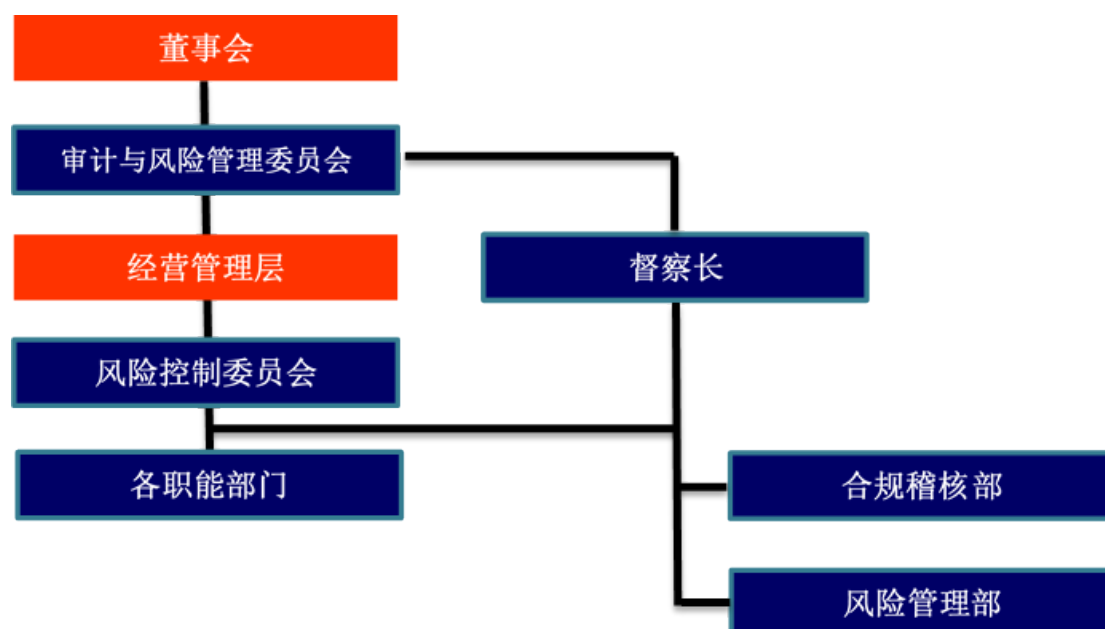 董事会
审计与风险管理委员会
经营管理层
督察长
风险控制委员会
各职能部门
合规稽核部
风险管理部